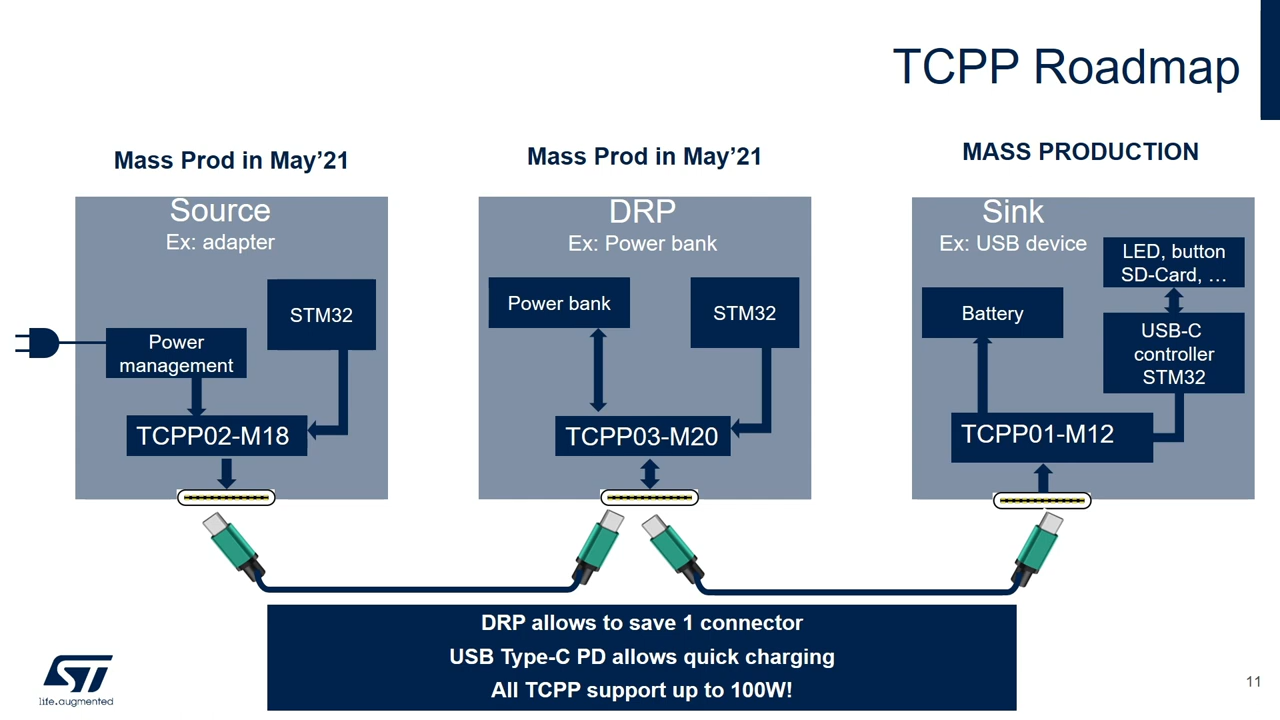 TCPP Roadmap
Mass Prod in May’21
Source
Ex: adapter
STM32
Power
management
TCPP02-M18
Mass Prod in May’21
DRP
Ex: Power bank
Power bank
STM32
TCPP03-M20
MASS PRODUCTION
Sink
Ex: USB device
LED, button
SD-Card, …
Battery
USB-C
controller
STM32
TCPP01-M12
DRP allows to save 1 connector
USB Type-C PD allows quick charging
All TCPP support up to 100W!
ST
life.augmented
11